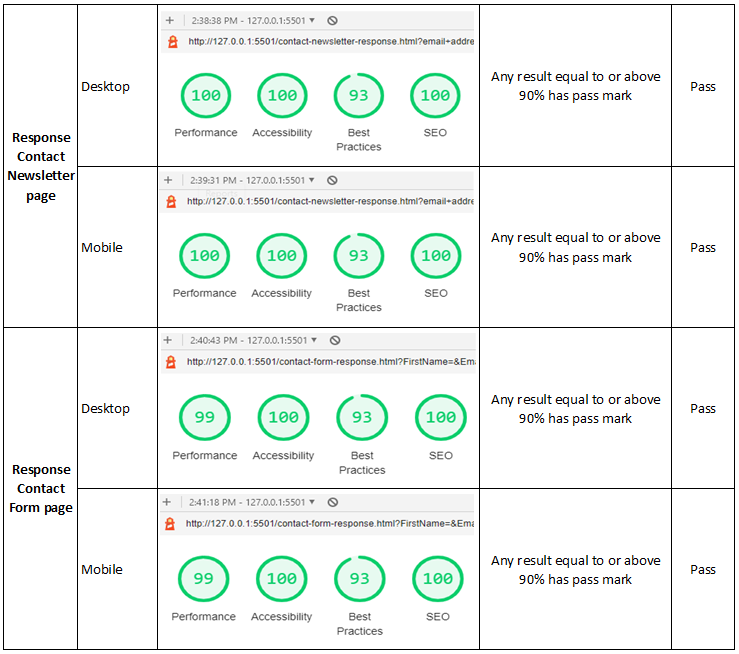 Response
Contact
Newsletter
page
Desktop
2:38:38 PM - 127.0.0.1:5501
http://127.0.0.1:5501/contact-newsletter-response.html?email+addre
100 100 93 100
Performance Accessibility Best Practices SEO
Any result equal to or above
90% has pass mark
Pass
Mobile
2:39:31 PM - 127.0.0.1:5501
http://127.0.0.1:5501/contact-newsletter-response.html?email+addre
100 100 93 100
Performance Accessibility Best Practices SEO
Any result equal to or above
90% has pass mark
Pass
Response
Contact
Form page
Desktop
2:40:43 PM - 127.0.0.1:5501
http://127.0.0.1:5501/contact-form-response.html?FirstName=&Ema
99 100 93 100
Performance Accessibility Best Practices SEO
Any result equal to or above
90% has pass mark
Pass
Mobile
2:41:18 PM - 127.0.0.1:5501
http://127.0.0.1:5501/contact-form-response.html?FirstName=&Ema
99 100 93 100
Performance Accessibility Best Practices SEO
Any result equal to or above
90% has pass mark
Pass